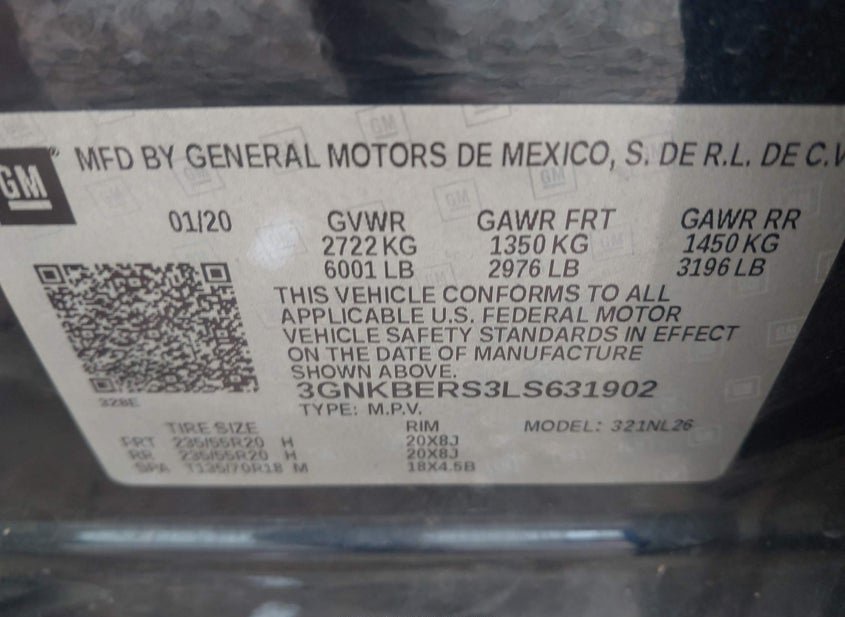 GM
MFD BY GENERAL MOTORS DE MEXICO, S. DE R.L. DE C.V
01/20 GVWR GAWR FRT GAWR RR
2722 KG 1350 KG 1450 KG
6001 LB 2976 LB 3196 LB
THIS VEHICLE CONFORMS TO ALL
APPLICABLE U.S. FEDERAL MOTOR
VEHICLE SAFETY STANDARDS IN EFFECT
ON THE DATE OF MANUFACTURE
SHOWN ABOVE.
3GNKBERS3LS631902
328E
TYPE: M.P.V.
TIRE SIZE RIM MODEL: 321NL26
FRT 235/55R20 H 20X8J
RR 235/55R20 H 20X8J
SPA T135/70R18 M 18X4.5B